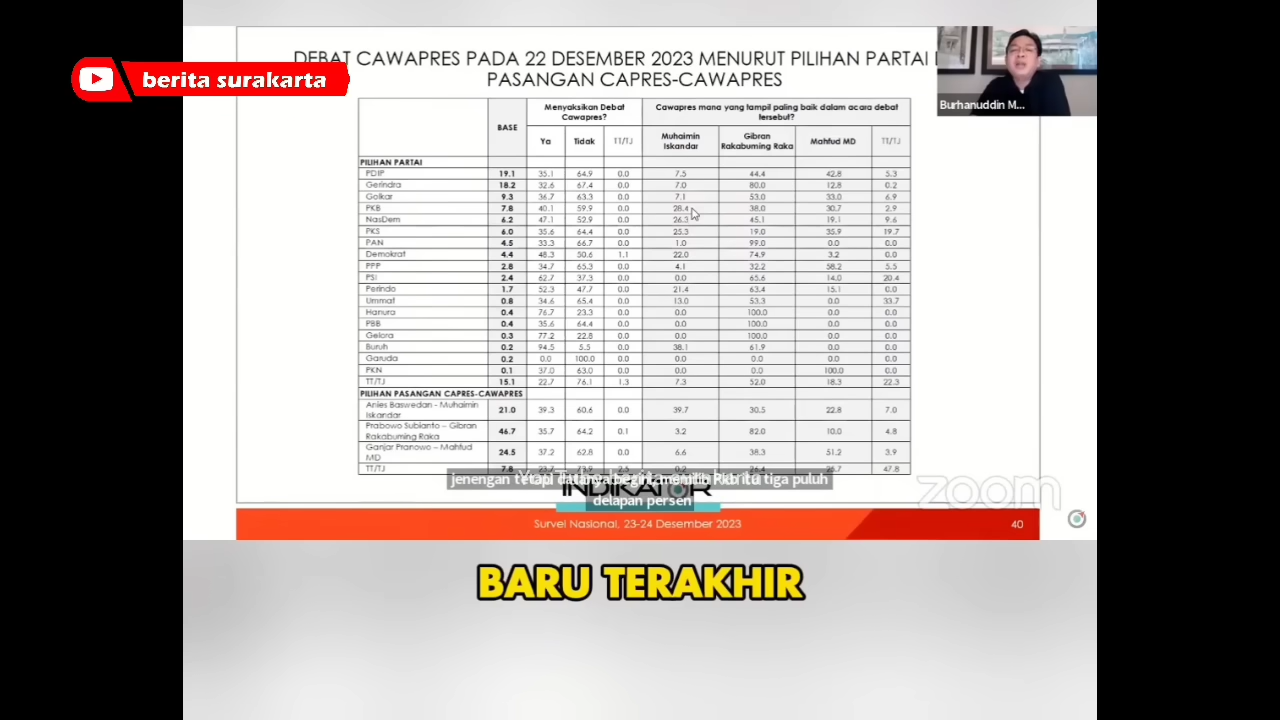 DEBAT CAWAPRES PADA 22 DESEMBER 2023 MENURUT PILIHAN PARTAI
PASANGAN CAPRES-CAWAPRES
berita surakarta
Burhanuddin M...
BASE Menyaksikan Debat Cawapres? Cawapres mana yang tampil paling baik dalam acara debat tersebut?
Ya Tidak TT/TJ Muhaimin Iskandar Gibran Rakabuming Raka Mahfud MD TT/TJ
PILIHAN PARTAI
PDIP 19.1 35.1 64.9 0.0 7.5 44.4 42.8 5.3
Gerindra 18.2 32.6 67.4 0.0 7.0 80.0 12.8 0.2
Golkar 9.3 36.7 63.3 0.0 7.1 53.0 33.0 6.9
PKB 7.8 40.1 59.9 0.0 28.4 38.0 30.7 2.9
NasDem 6.2 47.1 52.9 0.0 26.3 45.1 19.1 9.6
PKS 6.0 35.6 64.4 0.0 25.3 19.0 35.9 19.7
PAN 4.5 33.3 66.7 0.0 1.0 99.0 0.0 0.0
Demokrat 4.4 48.3 50.6 1.1 22.0 74.9 3.2 0.0
PPP 2.8 34.7 65.3 0.0 4.1 32.2 58.2 5.5
PSI 2.4 62.7 37.3 0.0 0.0 65.6 14.0 20.4
Perindo 1.7 52.3 47.7 0.0 21.4 63.4 15.1 0.0
Ummat 0.8 34.6 65.4 0.0 13.0 53.3 0.0 33.7
Hanura 0.4 76.7 23.3 0.0 0.0 100.0 0.0 0.0
PBB 0.4 35.6 64.4 0.0 0.0 100.0 0.0 0.0
Gelora 0.3 77.2 22.8 0.0 0.0 100.0 0.0 0.0
Buruh 0.2 94.5 5.5 0.0 38.1 61.9 0.0 0.0
Garuda 0.2 0.0 100.0 0.0 0.0 0.0 0.0 0.0
PKN 0.1 37.0 63.0 0.0 0.0 0.0 100.0 0.0
TT/TJ 15.1 22.7 76.1 1.3 7.3 52.0 18.3 22.3
PILIHAN PASANGAN CAPRES-CAWAPRES
Anies Baswedan - Muhaimin Iskandar 21.0 39.3 60.6 0.0 39.7 30.5 22.8 7.0
Prabowo Subianto – Gibran Rakabuming Raka 46.7 35.7 64.2 0.1 3.2 82.0 10.0 4.8
Ganjar Pranowo – Mahfud MD 24.5 37.2 62.8 0.0 6.6 38.3 51.2 3.9
TT/TJ 7.8 47.8
jenengan tetapi datanya begini, memilih PKB itu tiga puluh
delapan persen
INDIKATOR
zoom
Survei Nasional, 23-24 Desember 2023
40
BARU TERAKHIR